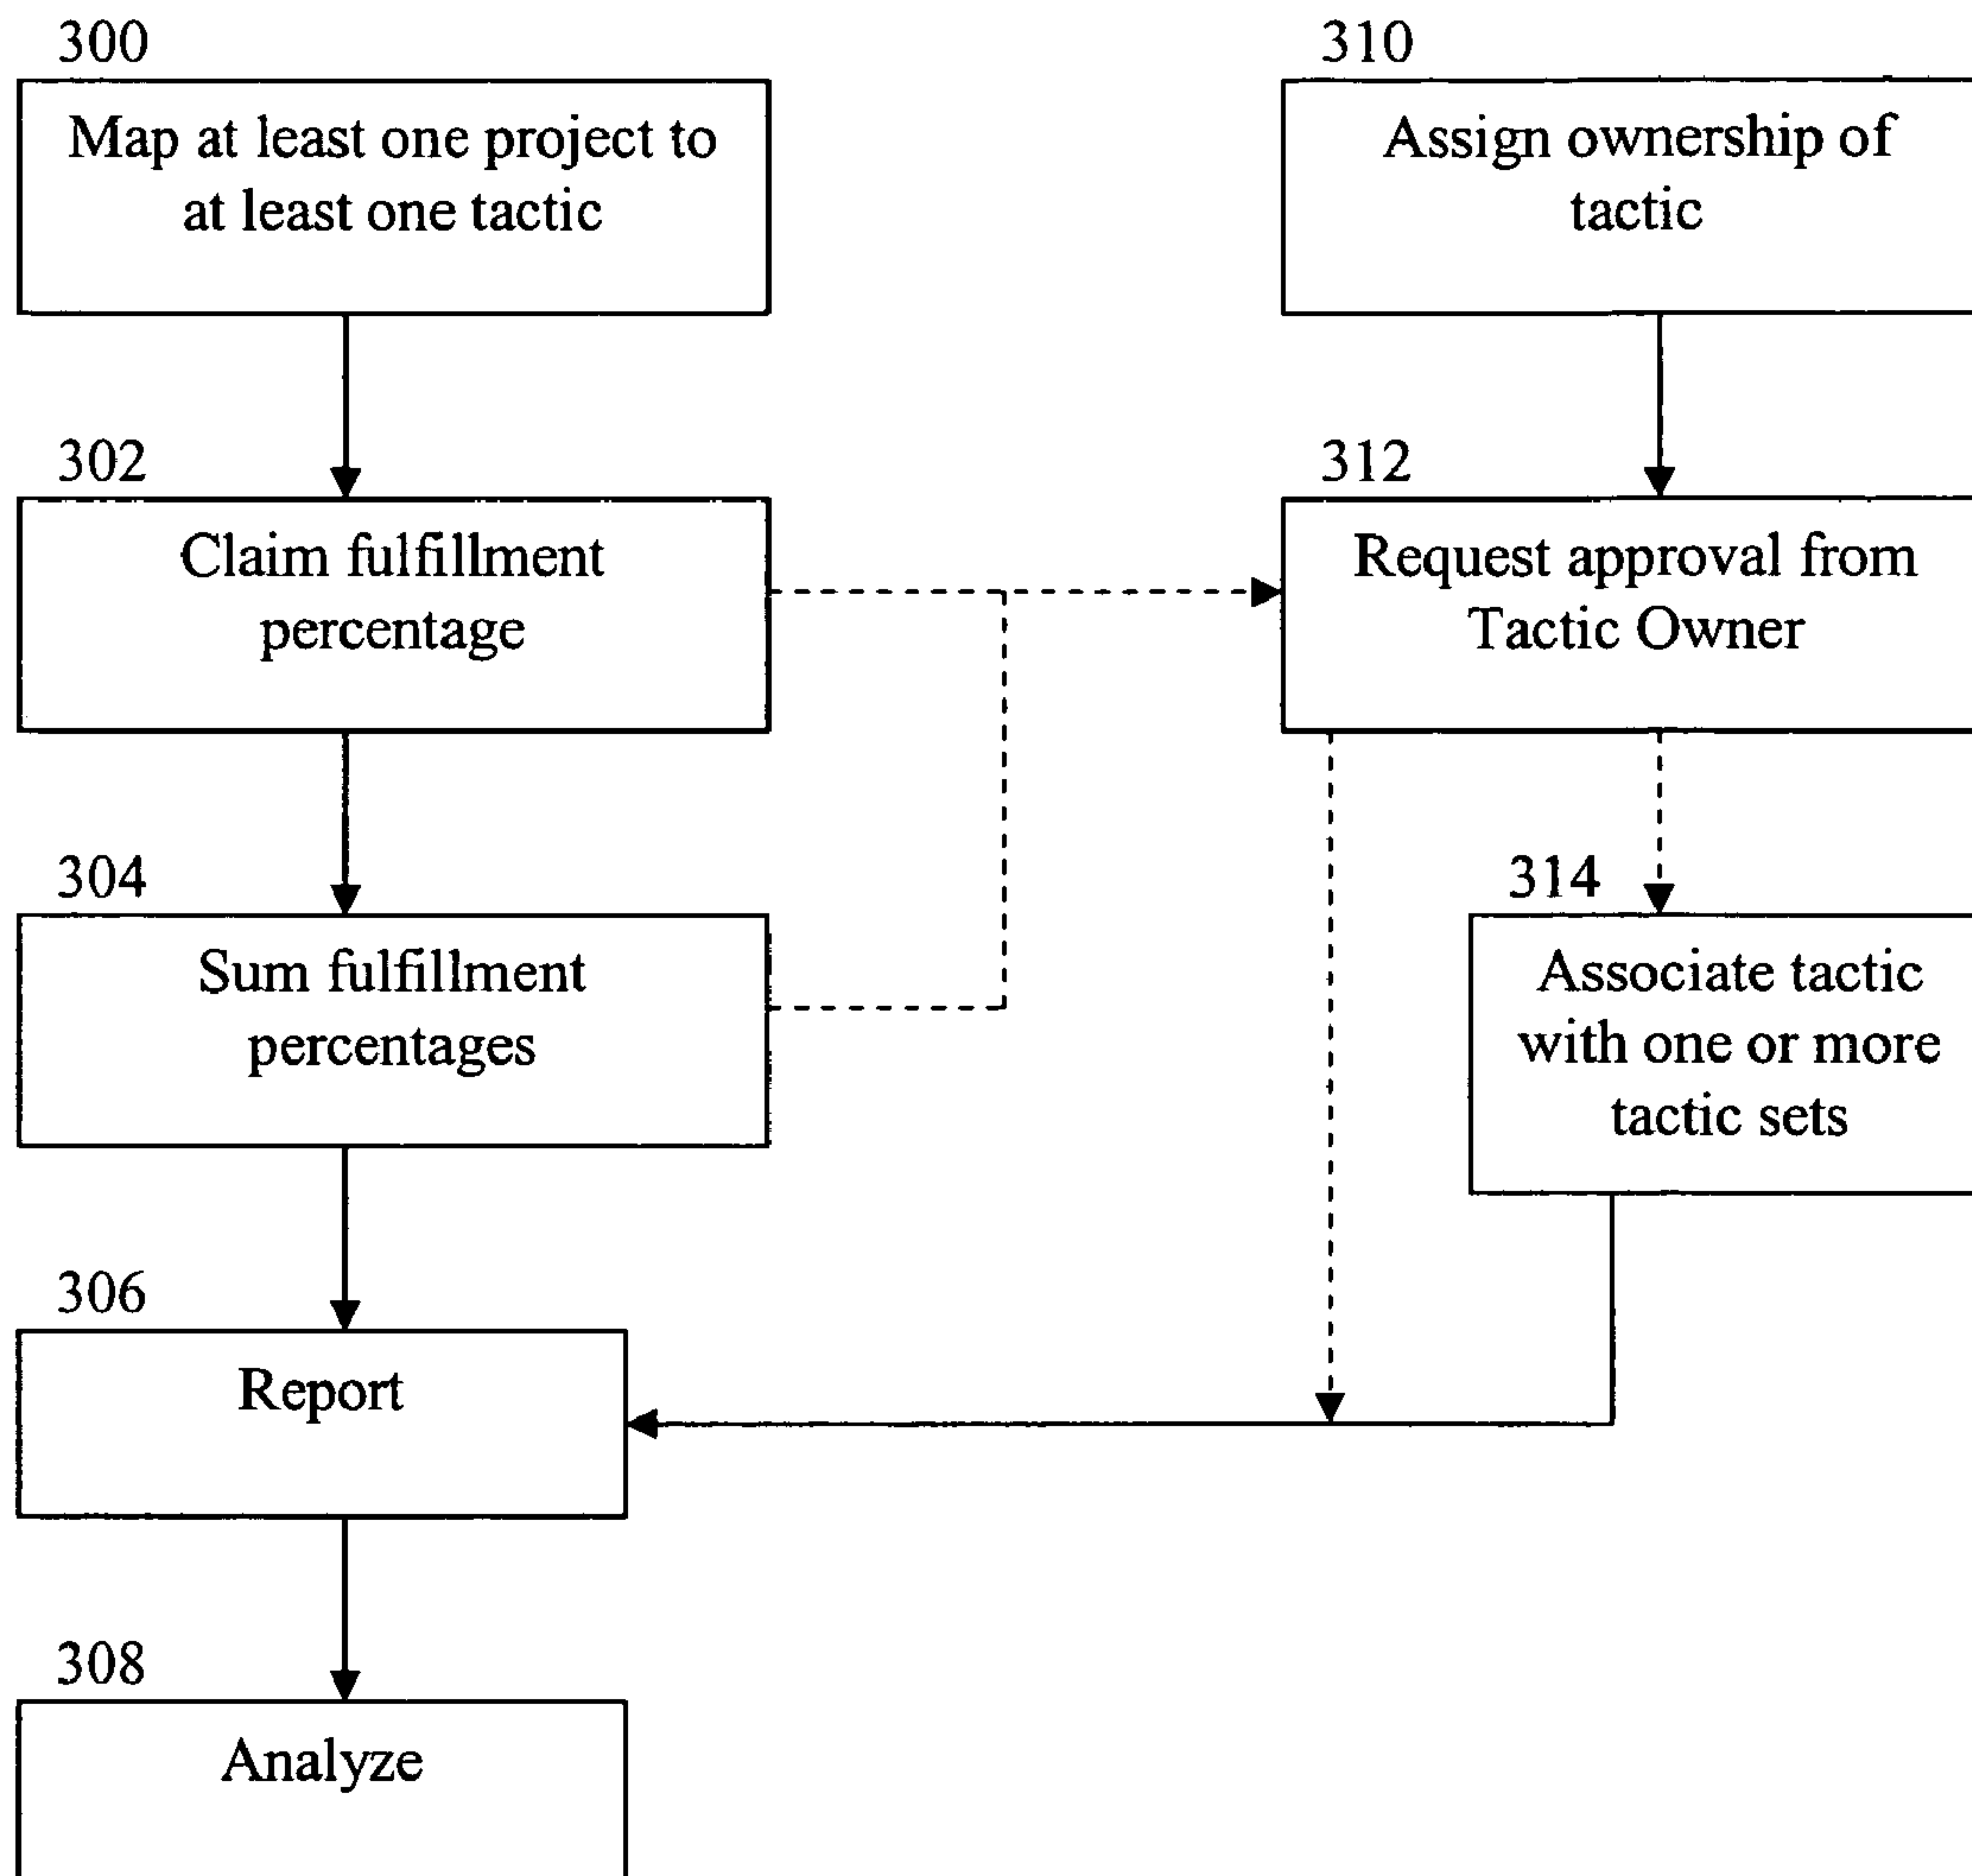 300
Map at least one project to
at least one tactic
310
Assign ownership of
tactic
302
Claim fulfillment
percentage
312
Request approval from
Tactic Owner
304
Sum fulfillment
percentages
314
Associate tactic
with one or more
tactic sets
306
Report
308
Analyze